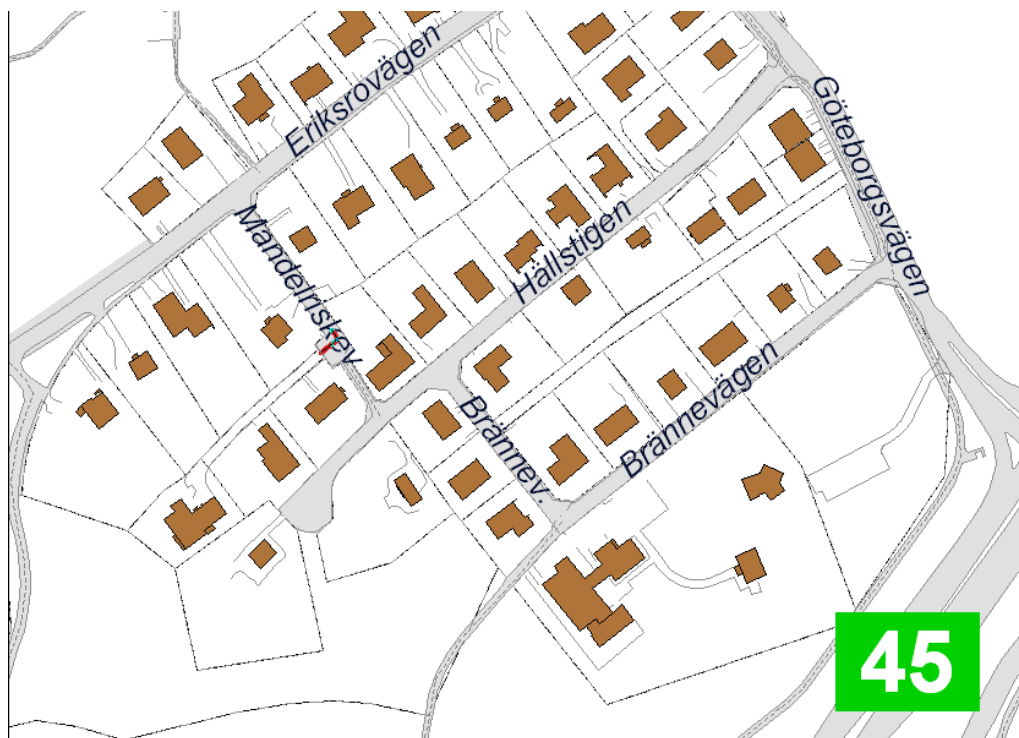 Eriksrovägen
Göteborgsvägen
Mandelriskev.
Hällstigen
Brännev.
Brännevägen
45